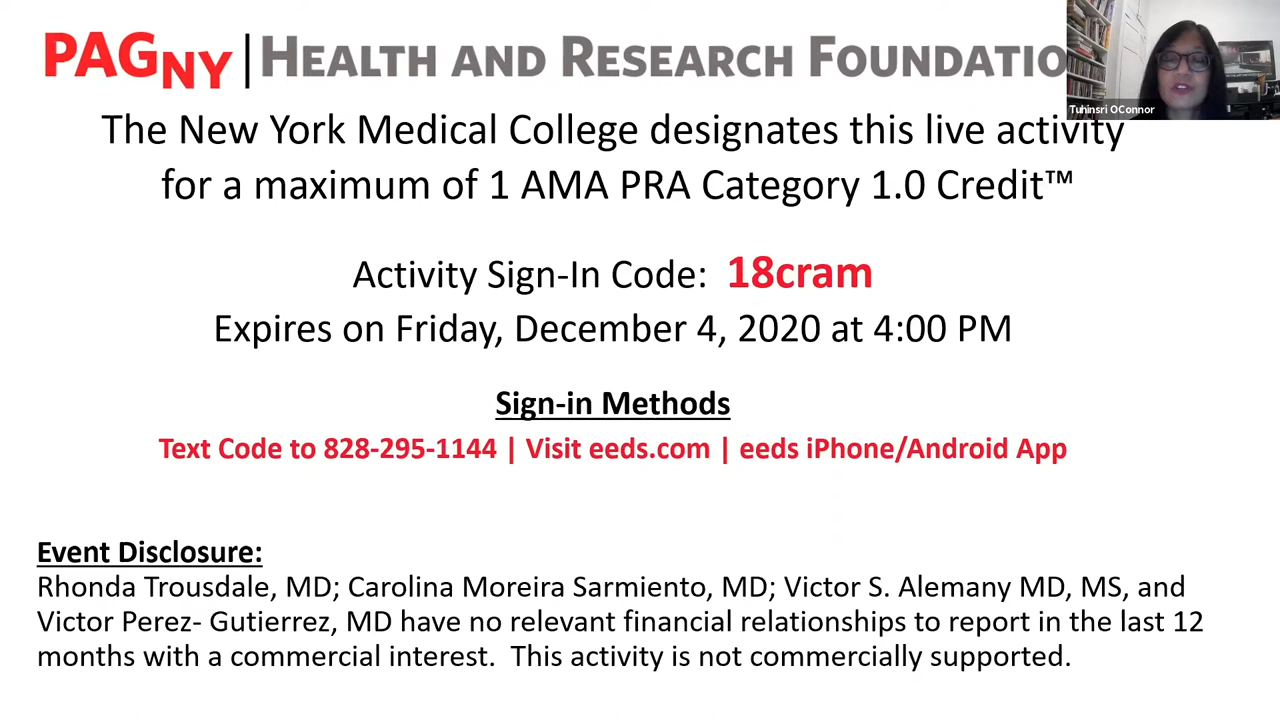 PAGNY | HEALTH AND RESEARCH FOUNDATIO
Tuhinsri OConnor
The New York Medical College designates this live activity
for a maximum of 1 AMA PRA Category 1.0 Credit™
Activity Sign-In Code: 18cram
Expires on Friday, December 4, 2020 at 4:00 PM
Sign-in Methods
Text Code to 828-295-1144 | Visit eeds.com | eeds iPhone/Android App
Event Disclosure:
Rhonda Trousdale, MD; Carolina Moreira Sarmiento, MD; Victor S. Alemany MD, MS, and
Victor Perez- Gutierrez, MD have no relevant financial relationships to report in the last 12
months with a commercial interest.  This activity is not commercially supported.